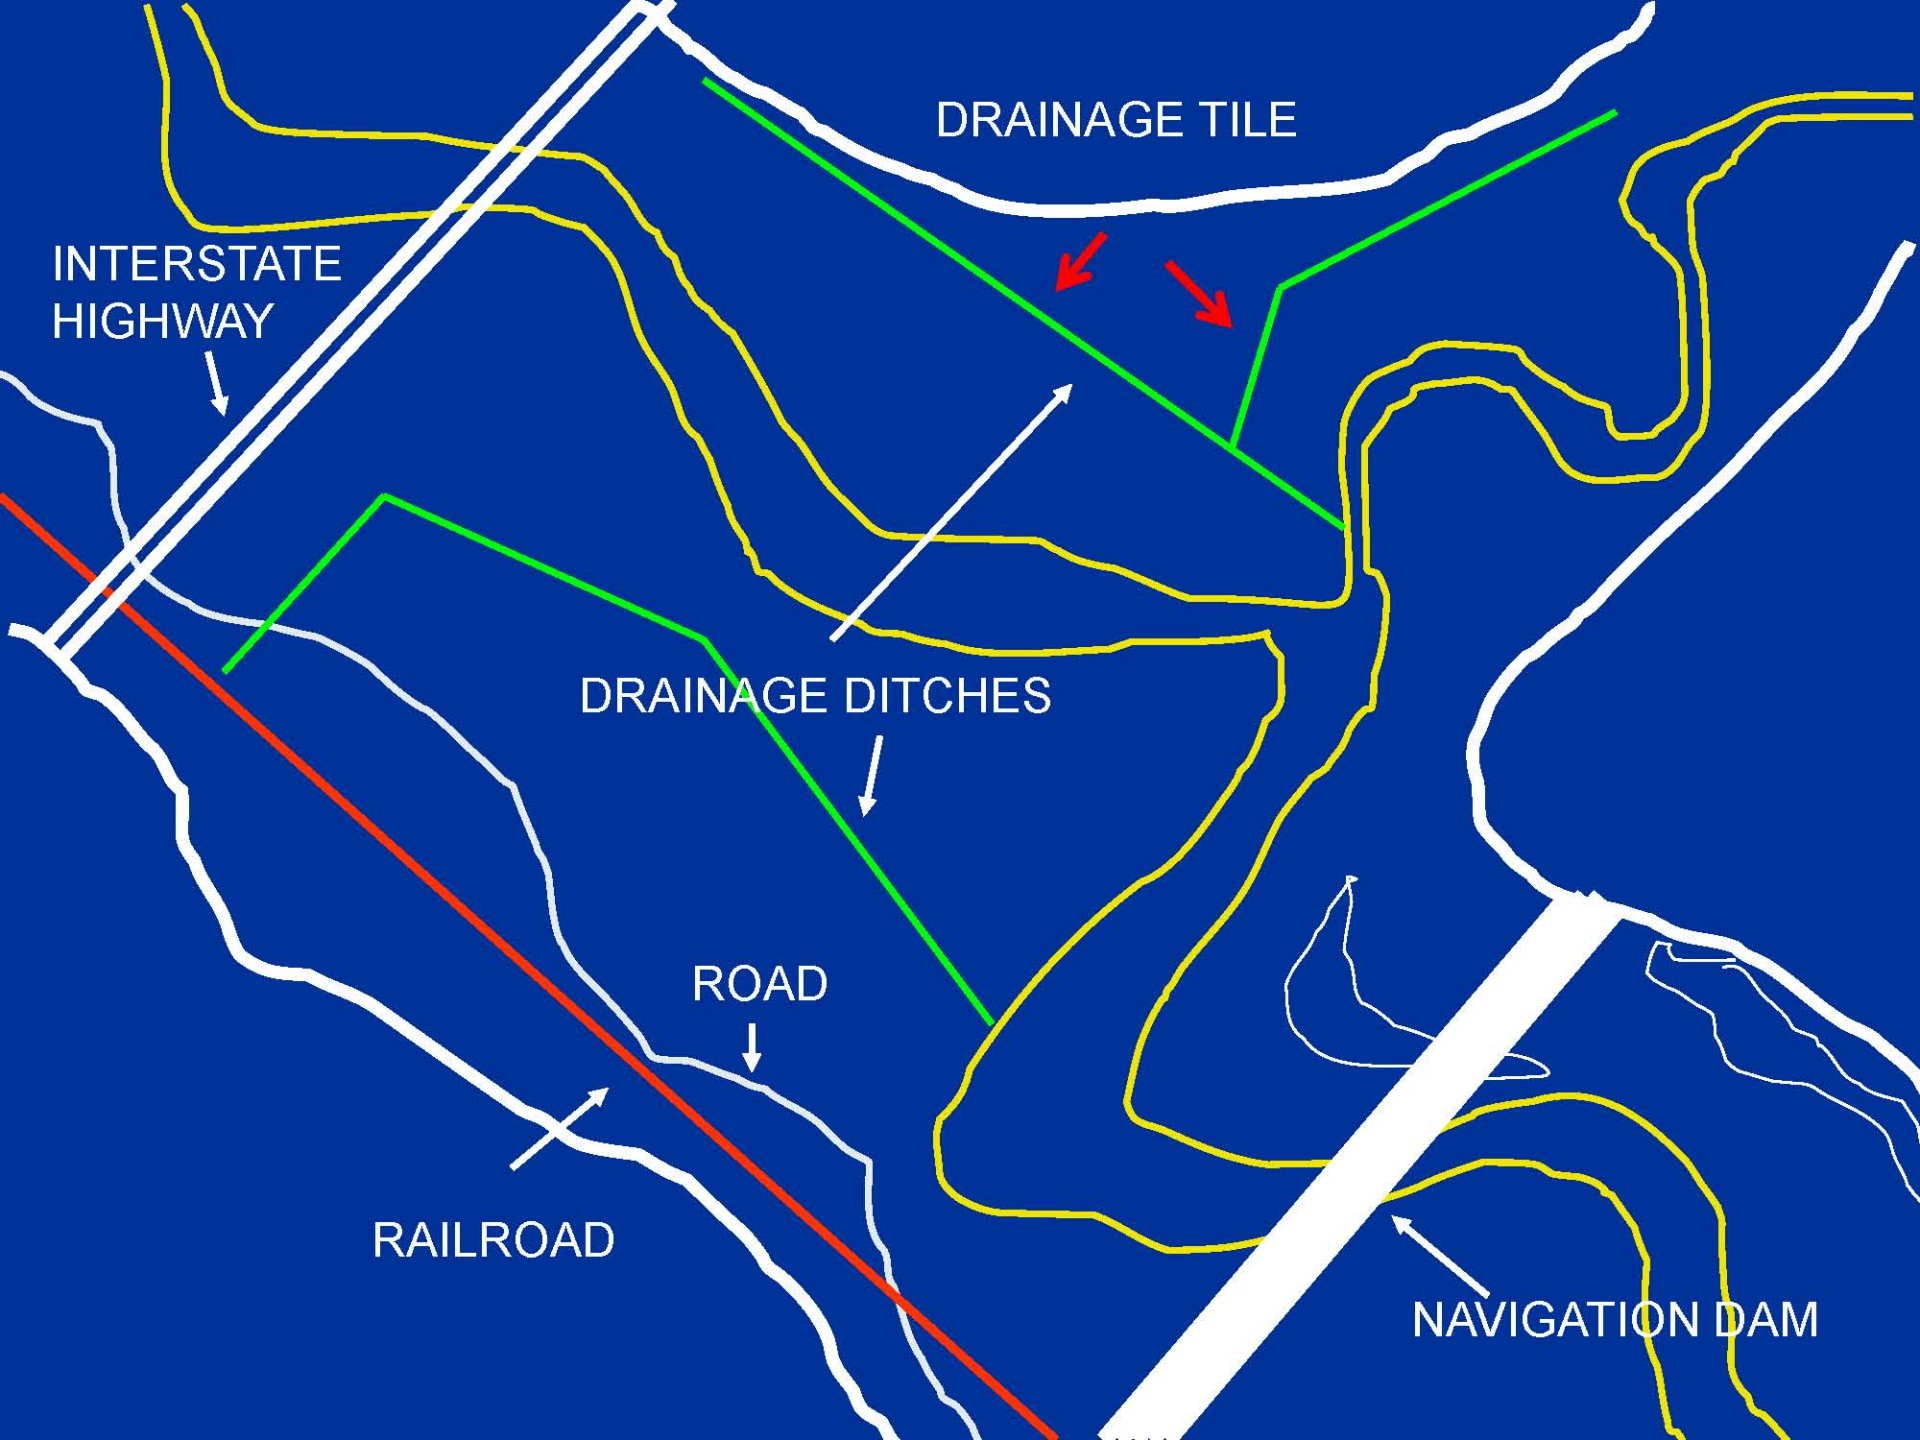 DRAINAGE TILE
INTERSTATE
HIGHWAY
DRAINAGE DITCHES
ROAD
RAILROAD
NAVIGATION DAM